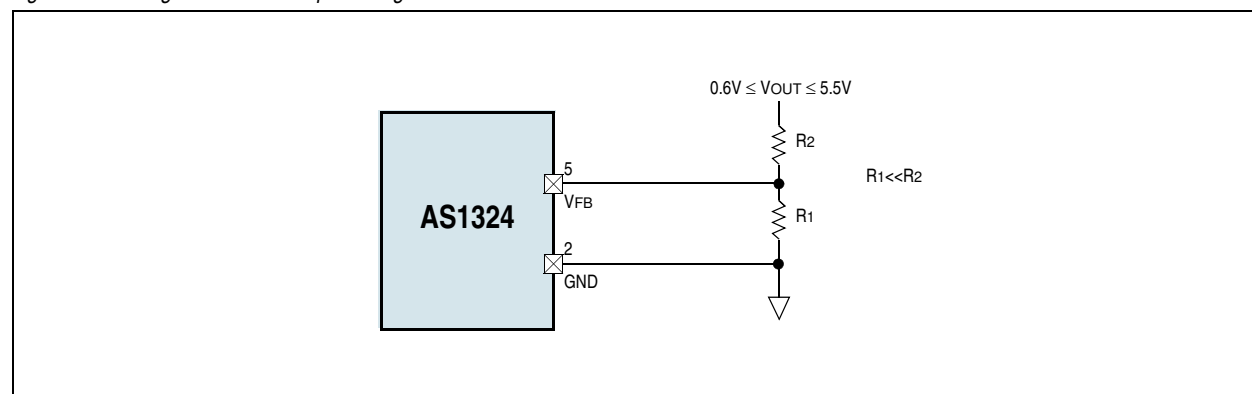 0.6V ≤ VOUT ≤ 5.5V
R2
5
R1<<R2
VFB
AS1324
R1
2
GND